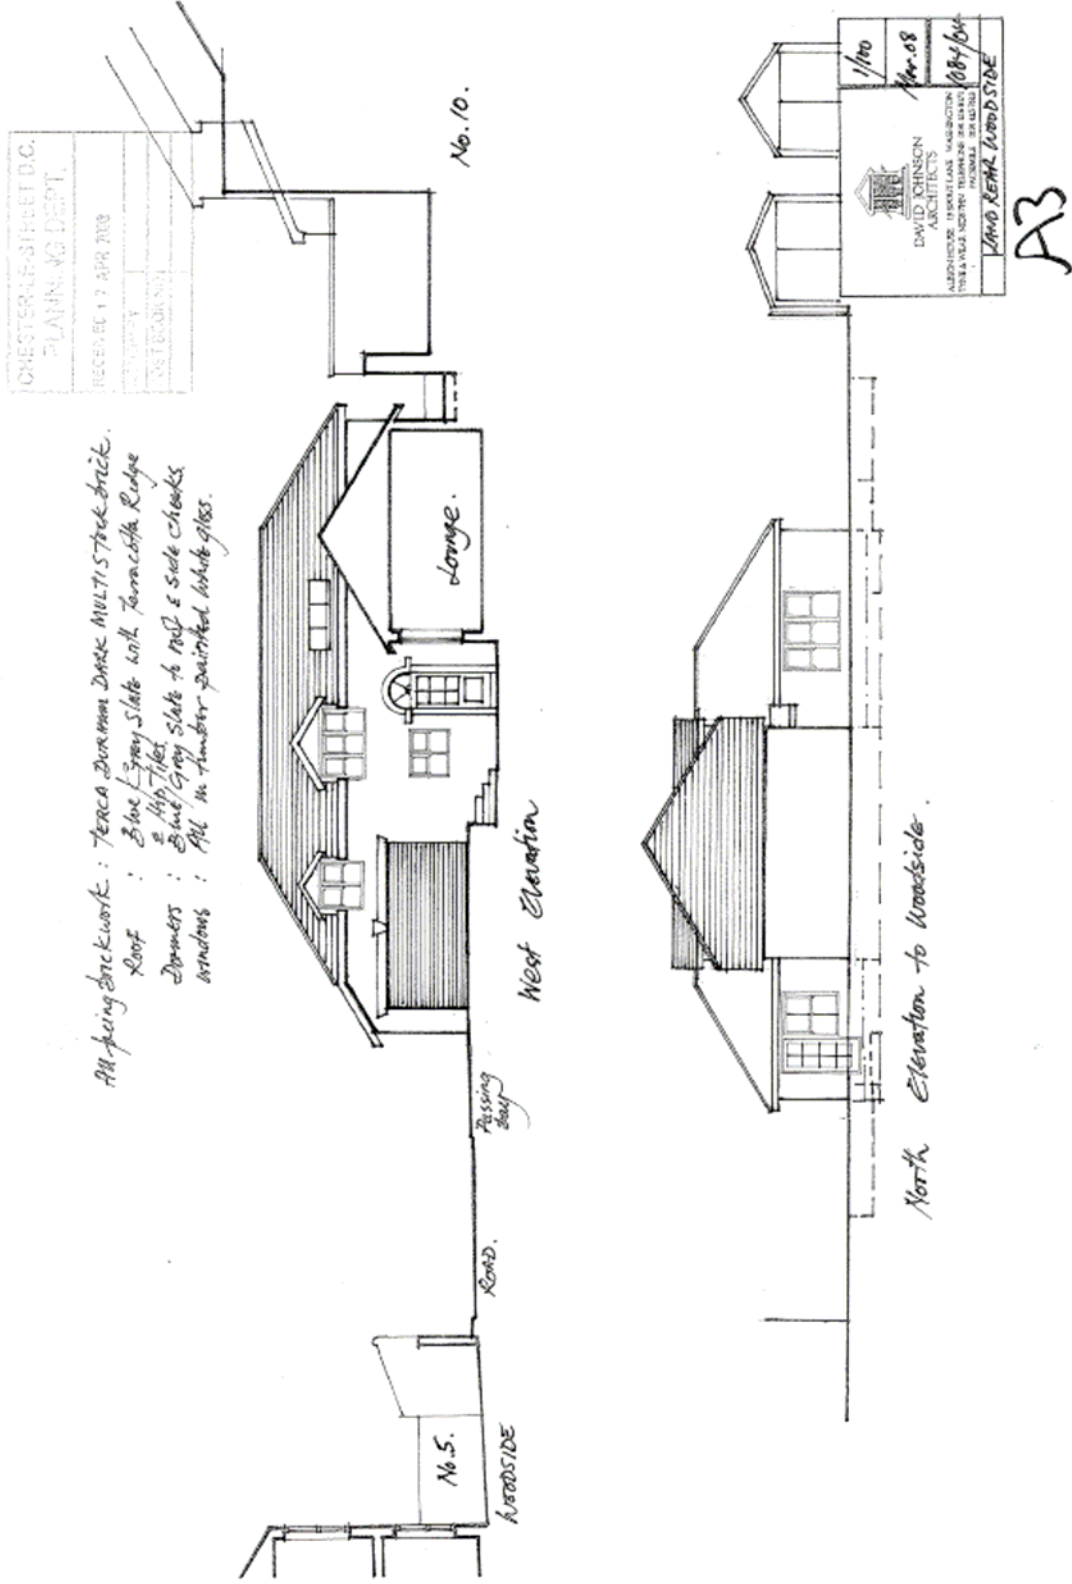 CHESTER-LE-STREET D.C.
PLANNING DEPT.
RECEIVED 17 APR 2008
All facing Brickwork : TERCA DURHAM DARK MULTI STOCK brick.
Roof : Blue/Grey Slate with Terracotta Ridge
& Hip Tiles.
Dormers : Blue/Grey Slate to roof & side cheeks.
Windows : All in timber painted white gloss.
No. 10.
Lounge.
West Elevation
Passing
bay
ROAD.
No. 5.
WOODSIDE
North Elevation to Woodside.
1/100
Mar. 08
DAVID JOHNSON
ARCHITECTS
LAND REAR WOODSIDE
A3